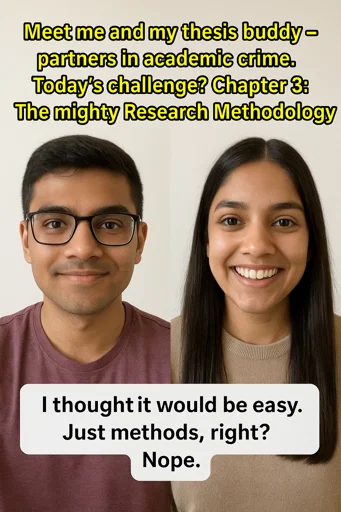 Meet me and my thesis buddy –
partners in academic crime.
Today's challenge? Chapter 3:
The mighty Research Methodology
I thought it would be easy.
Just methods, right?
Nope.